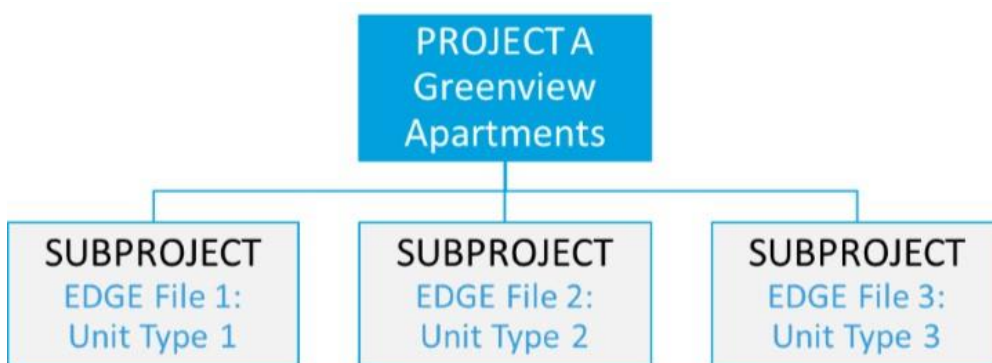 PROJECT A
Greenview
Apartments
SUBPROJECT
EDGE File 1:
Unit Type 1
SUBPROJECT
EDGE File 2:
Unit Type 2
SUBPROJECT
EDGE File 3:
Unit Type 3